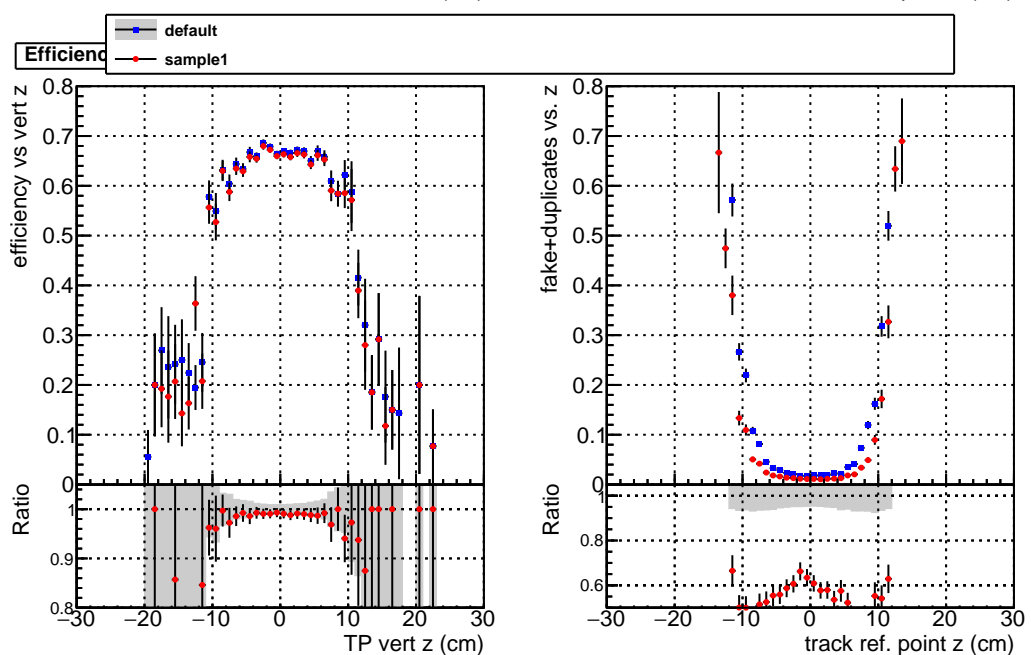 default
sample1
Efficienc
efficiency vs vert z
0.8
0.7
0.6
0.5
0.4
0.3
0.2
0.1
0
Ratio
1
0.9
0.8
−30 −20 −10 0 10 20 30
TP vert z (cm)
fake+duplicates vs. z
0.8
0.7
0.6
0.5
0.4
0.3
0.2
0.1
0
Ratio
1
0.8
0.6
−30 −20 −10 0 10 20 30
track ref. point z (cm)